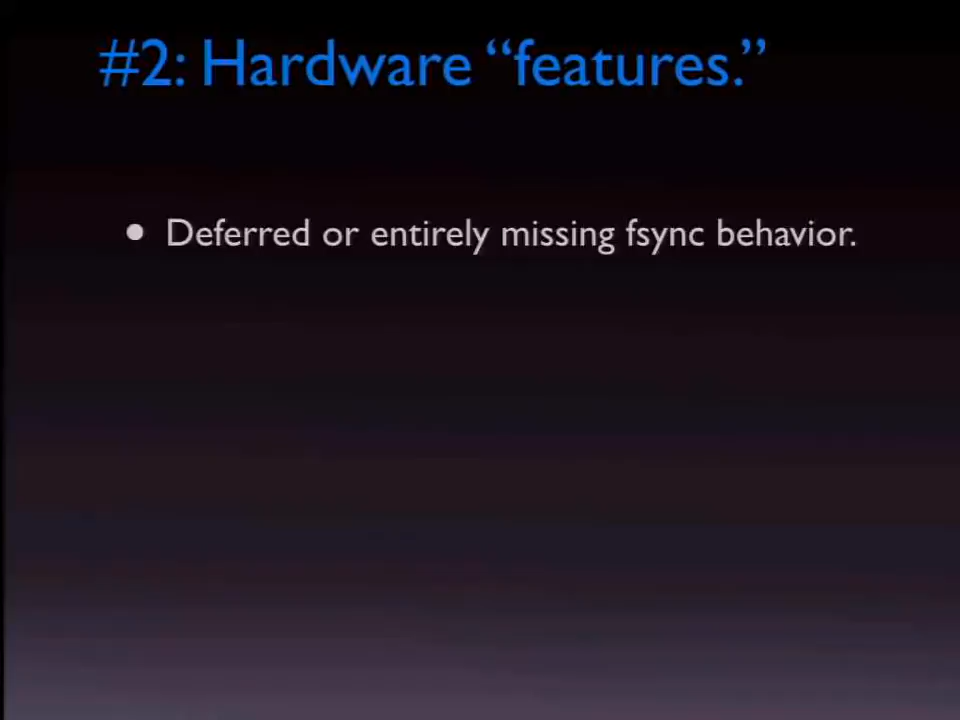 #2: Hardware “features.”
• Deferred or entirely missing fsync behavior.